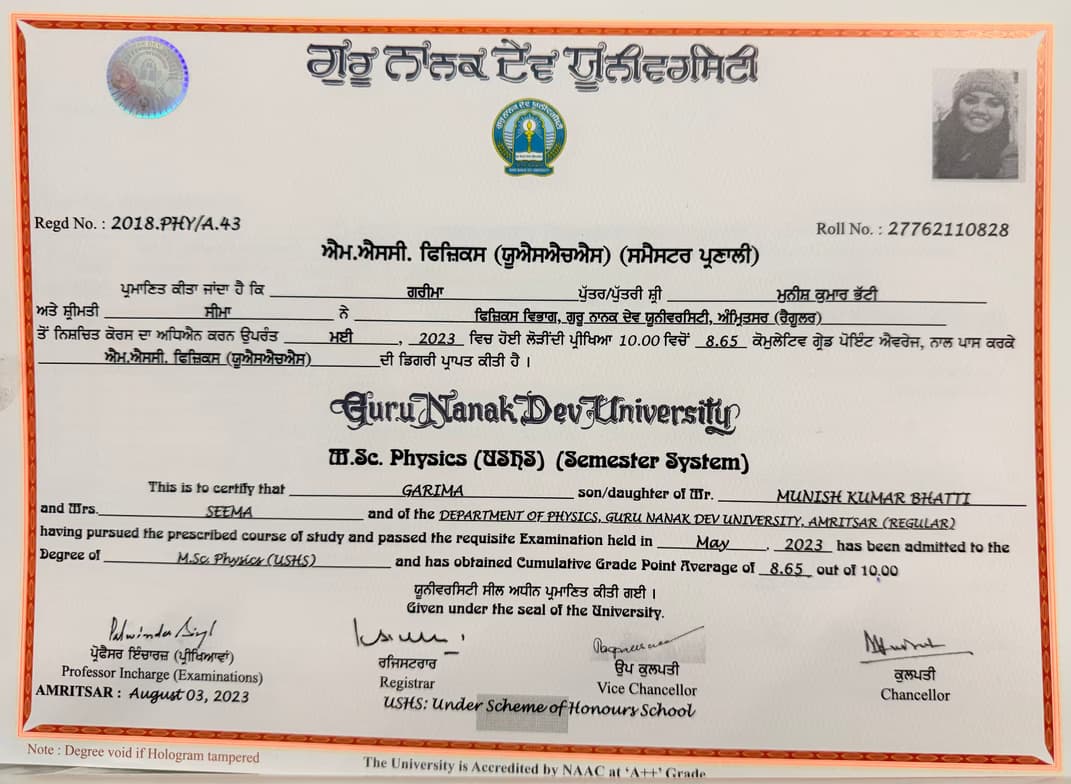 ਗੁਰੂ ਨਾਨਕ ਦੇਵ ਯੂਨੀਵਰਸਿਟੀ
Regd No. : 2018.PHY/A.43
Roll No. : 27762110828
ਐਮ.ਐਸਸੀ. ਫਿਜ਼ਿਕਸ (ਯੂਐਸਐਚਐਸ) (ਸਮੈਸਟਰ ਪ੍ਰਣਾਲੀ)
ਪ੍ਰਮਾਣਿਤ ਕੀਤਾ ਜਾਂਦਾ ਹੈ ਕਿ ਗਰੀਮਾ ਪੁੱਤਰ/ਪੁੱਤਰੀ ਸ਼੍ਰੀ ਮੁਨੀਸ਼ ਕੁਮਾਰ ਭੱਟੀ
ਅਤੇ ਸ਼੍ਰੀਮਤੀ ਸੀਮਾ ਨੇ ਫਿਜ਼ਿਕਸ ਵਿਭਾਗ, ਗੁਰੂ ਨਾਨਕ ਦੇਵ ਯੂਨੀਵਰਸਿਟੀ, ਅੰਮ੍ਰਿਤਸਰ (ਰੈਗੂਲਰ)
ਤੋਂ ਨਿਸ਼ਚਿਤ ਕੋਰਸ ਦਾ ਅਧਿਐਨ ਕਰਨ ਉਪਰੰਤ ਮਈ , 2023 ਵਿਚ ਹੋਈ ਲੋੜੀਂਦੀ ਪ੍ਰੀਖਿਆ 10.00 ਵਿਚੋਂ 8.65 ਕੋਮੁਲੇਟਿਵ ਗ੍ਰੇਡ ਪੋਇੰਟ ਐਵਰੇਜ, ਨਾਲ ਪਾਸ ਕਰਕੇ
ਐਮ.ਐਸਸੀ. ਫਿਜ਼ਿਕਸ (ਯੂਐਸਐਚਐਸ) ਦੀ ਡਿਗਰੀ ਪ੍ਰਾਪਤ ਕੀਤੀ ਹੈ ।
Guru Nanak Dev University
M.Sc. Physics (USHS) (Semester System)
This is to certify that GARIMA son/daughter of Mr. MUNISH KUMAR BHATTI
and Mrs. SEEMA and of the DEPARTMENT OF PHYSICS, GURU NANAK DEV UNIVERSITY, AMRITSAR (REGULAR)
having pursued the prescribed course of study and passed the requisite Examination held in May , 2023 has been admitted to the
Degree of M.Sc. Physics (USHS) and has obtained Cumulative Grade Point Average of 8.65 out of 10.00
ਯੂਨੀਵਰਸਿਟੀ ਸੀਲ ਅਧੀਨ ਪ੍ਰਮਾਣਿਤ ਕੀਤੀ ਗਈ ।
Given under the seal of the University.
Palwinder Singh
ਪ੍ਰੋਫੈਸਰ ਇੰਚਾਰਜ (ਪ੍ਰੀਖਿਆਵਾਂ)
Professor Incharge (Examinations)
ਰਜਿਸਟਰਾਰ
Registrar
ਉਪ ਕੁਲਪਤੀ
Vice Chancellor
ਕੁਲਪਤੀ
Chancellor
AMRITSAR : August 03, 2023
USHS: Under Scheme of Honours School
Note : Degree void if Hologram tampered
The University is Accredited by NAAC at 'A++' Grade